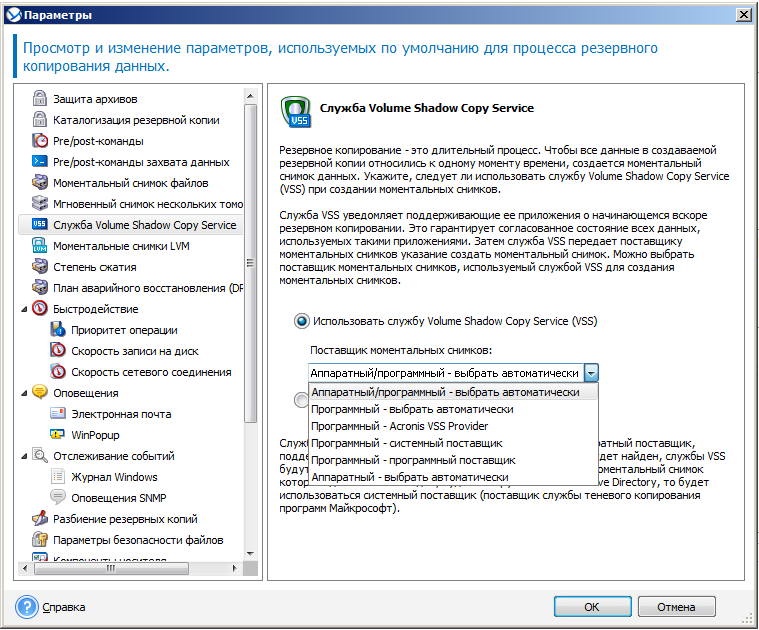 Параметры
Просмотр и изменение параметров, используемых по умолчанию для процесса резервного
копирования данных.
Защита архивов
Каталогизация резервной копии
Pre/post-команды
Pre/post-команды захвата данных
Моментальный снимок файлов
Мгновенный снимок нескольких томо
Служба Volume Shadow Copy Service
Моментальные снимки LVM
Степень сжатия
План аварийного восстановления (DF
Быстродействие
Приоритет операции
Скорость записи на диск
Скорость сетевого соединения
Оповещения
Электронная почта
WinPopup
Отслеживание событий
Журнал Windows
Оповещения SNMP
Разбиение резервных копий
Параметры безопасности файлов
Компоненты носителя
VSS
Служба Volume Shadow Copy Service
Резервное копирование - это длительный процесс. Чтобы все данные в создаваемой
резервной копии относились к одному моменту времени, создается моментальный
снимок данных. Укажите, следует ли использовать службу Volume Shadow Copy Service
(VSS) при создании моментальных снимков.
Служба VSS уведомляет поддерживающие ее приложения о начинающемся вскоре
резервном копировании. Это гарантирует согласованное состояние всех данных,
используемых такими приложениями. Затем служба VSS передает поставщику
моментальных снимков указание создать моментальный снимок. Можно выбрать
поставщик моментальных снимков, используемый службой VSS для создания
моментальных снимков.
Использовать службу Volume Shadow Copy Service (VSS)
Поставщик моментальных снимков:
Аппаратный/программный - выбрать автоматически
Аппаратный/программный - выбрать автоматически
Программный - выбрать автоматически
Программный - Acronis VSS Provider
Программный - системный поставщик
Программный - программный поставщик
Аппаратный - выбрать автоматически
Служ ратный поставщик,
подде дет найден, службы VSS
будут оментальный снимок
котор ve Directory, то будет
использоваться системный поставщик (поставщик службы теневого копирования
программ Майкрософт).
Справка
OK
Отмена